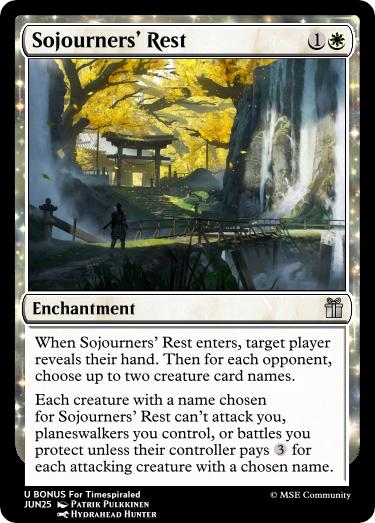 Sojourners' Rest 1
Enchantment
When Sojourners' Rest enters, target player
reveals their hand. Then for each opponent,
choose up to two creature card names.
Each creature with a name chosen
for Sojourners' Rest can't attack you,
planeswalkers you control, or battles you
protect unless their controller pays 3 for
each attacking creature with a chosen name.
U BONUS For Timespiraled
JUN25 Patrik Pulkkinen
Hydrahead Hunter
© MSE Community